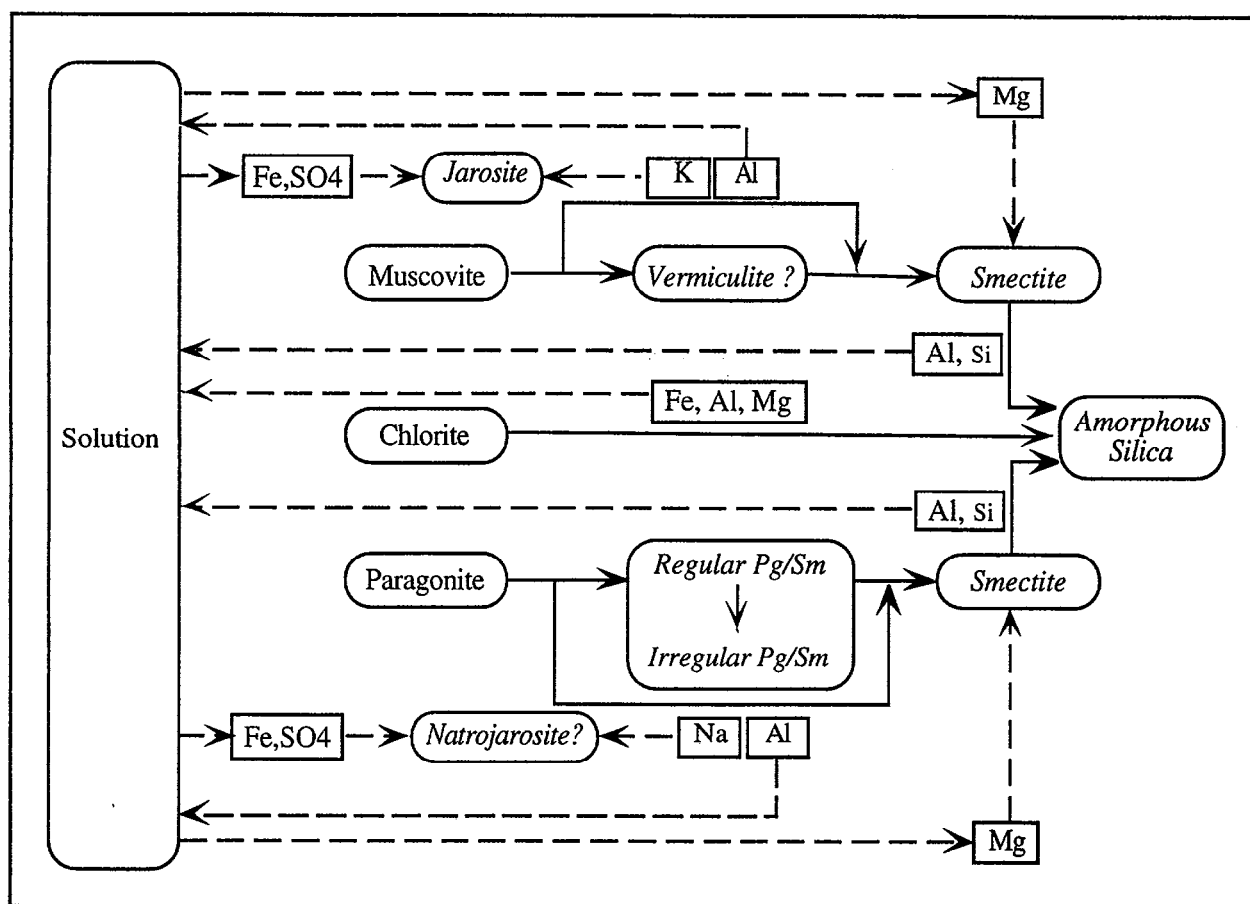 Mg
Fe,SO4
Jarosite
K
Al
Muscovite
Vermiculite ?
Smectite
Al, Si
Fe, Al, Mg
Solution
Chlorite
Amorphous
Silica
Al, Si
Paragonite
Regular Pg/Sm
Irregular Pg/Sm
Smectite
Fe,SO4
Natrojarosite?
Na
Al
Mg